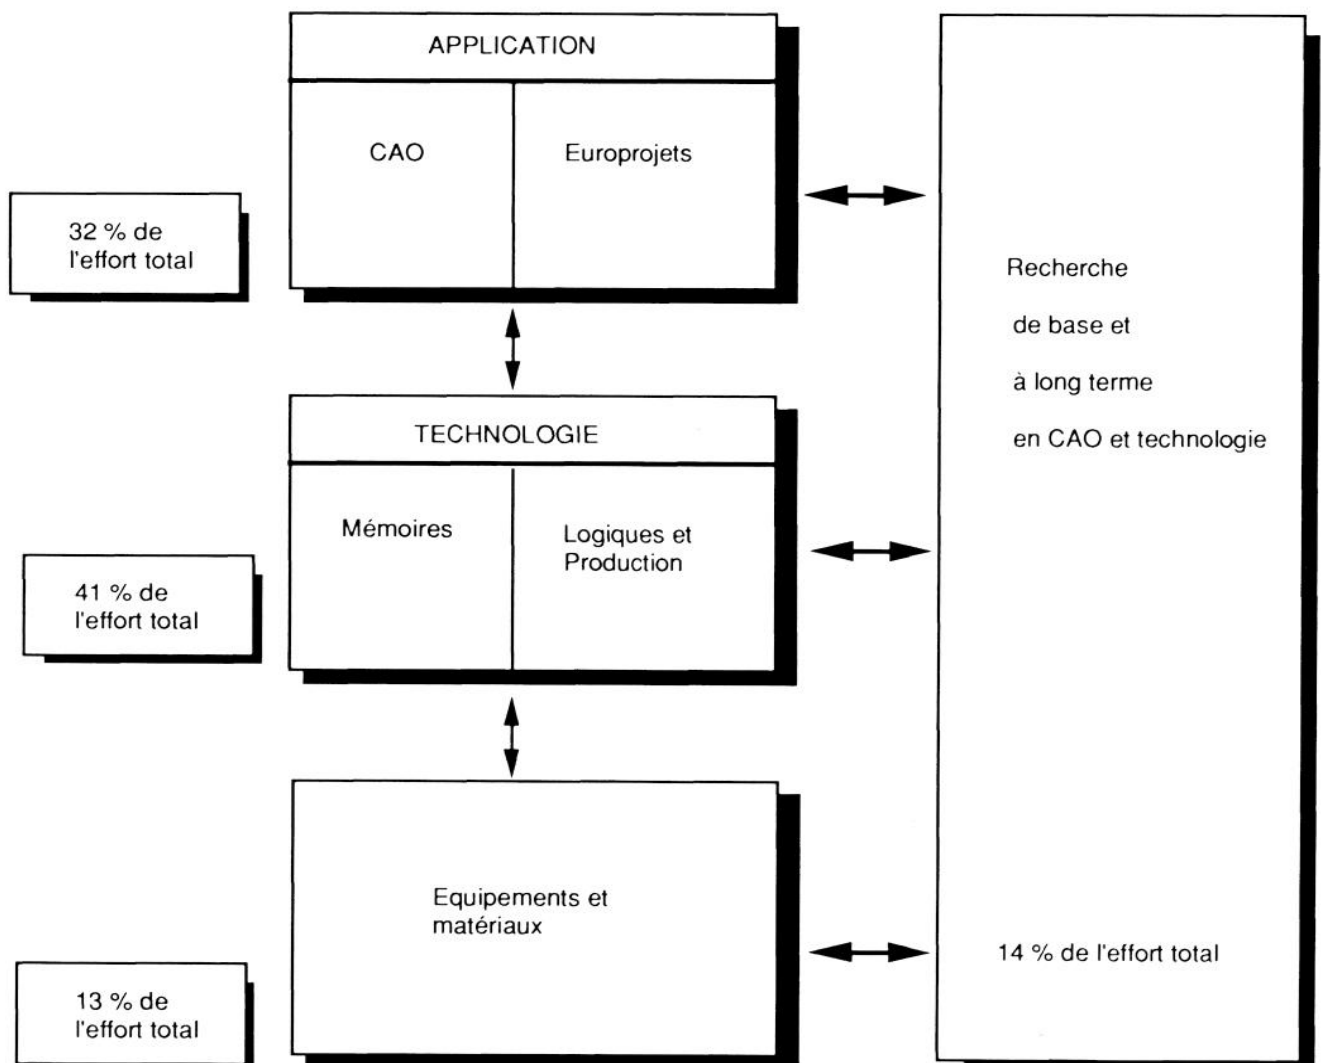 APPLICATION
CAO
Europrojets
32 % de
l'effort total
TECHNOLOGIE
Mémoires
Logiques et
Production
41 % de
l'effort total
Equipements et
matériaux
13 % de
l'effort total
Recherche
de base et
à long terme
en CAO et technologie
14 % de l'effort total